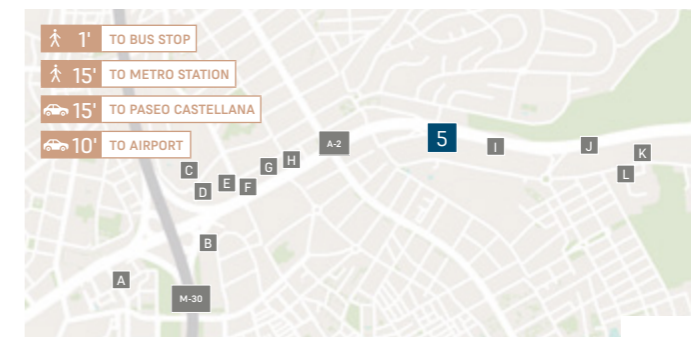 1' TO BUS STOP
15' TO METRO STATION
15' TO PASEO CASTELLANA
10' TO AIRPORT
A-2
5
I
J
K
L
H
G
C
E
F
D
B
A
M-30